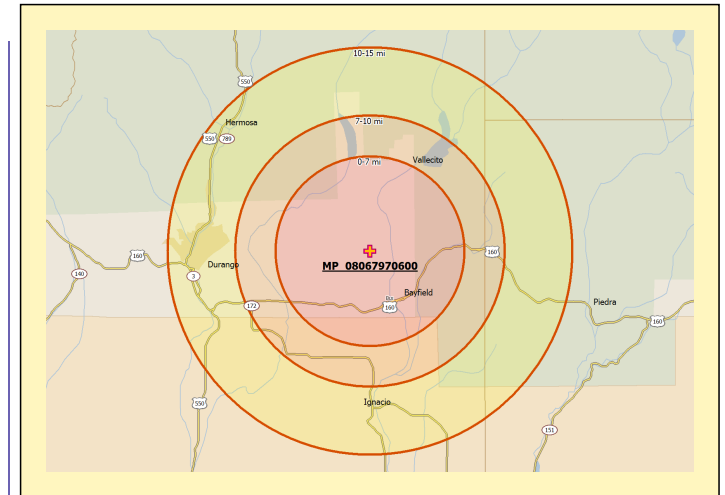 10-15 mi
550
Hermosa
7-10 mi
550 789
Vallecito
0-7 mi
160
160
Durango
MP 08067970600
140
3
Bayfield
Bus
160
172
Piedra
160
Ignacio
550
151